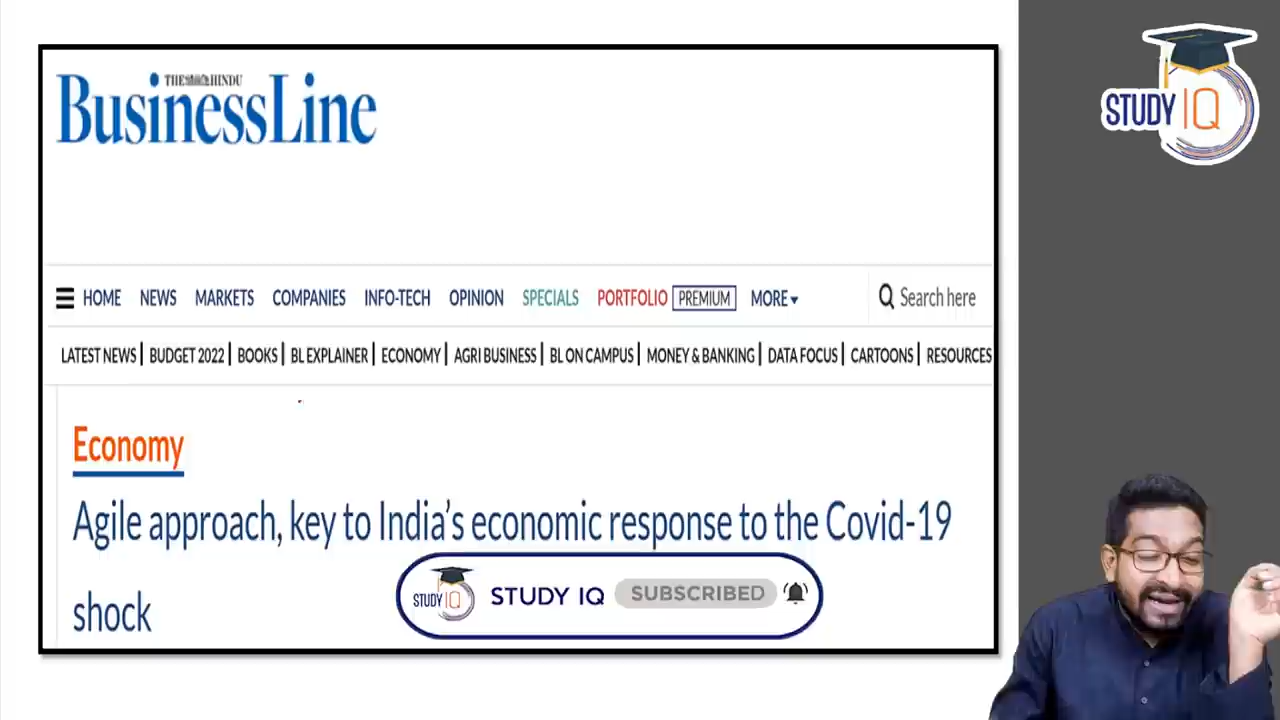 THE HINDU
BusinessLine
STUDY IQ
HOME NEWS MARKETS COMPANIES INFO-TECH OPINION SPECIALS PORTFOLIO PREMIUM MORE Search here
LATEST NEWS | BUDGET 2022 | BOOKS | BL EXPLAINER | ECONOMY | AGRI BUSINESS | BL ON CAMPUS | MONEY & BANKING | DATA FOCUS | CARTOONS | RESOURCES
Economy
Agile approach, key to India's economic response to the Covid-19
shock
STUDY IQ STUDY IQ SUBSCRIBED